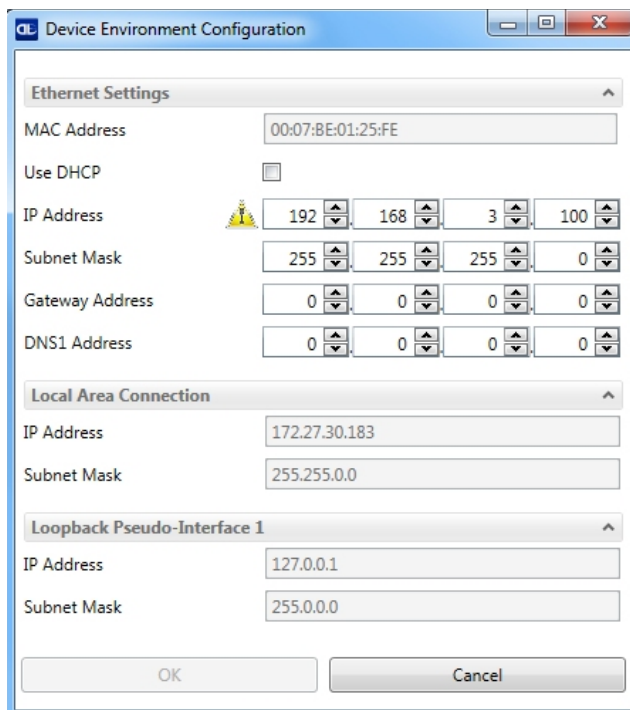 Device Environment Configuration
Ethernet Settings
MAC Address 00:07:BE:01:25:FE
Use DHCP
IP Address 192 . 168 . 3 . 100
Subnet Mask 255 . 255 . 255 . 0
Gateway Address 0 . 0 . 0 . 0
DNS1 Address 0 . 0 . 0 . 0
Local Area Connection
IP Address 172.27.30.183
Subnet Mask 255.255.0.0
Loopback Pseudo-Interface 1
IP Address 127.0.0.1
Subnet Mask 255.0.0.0
OK Cancel